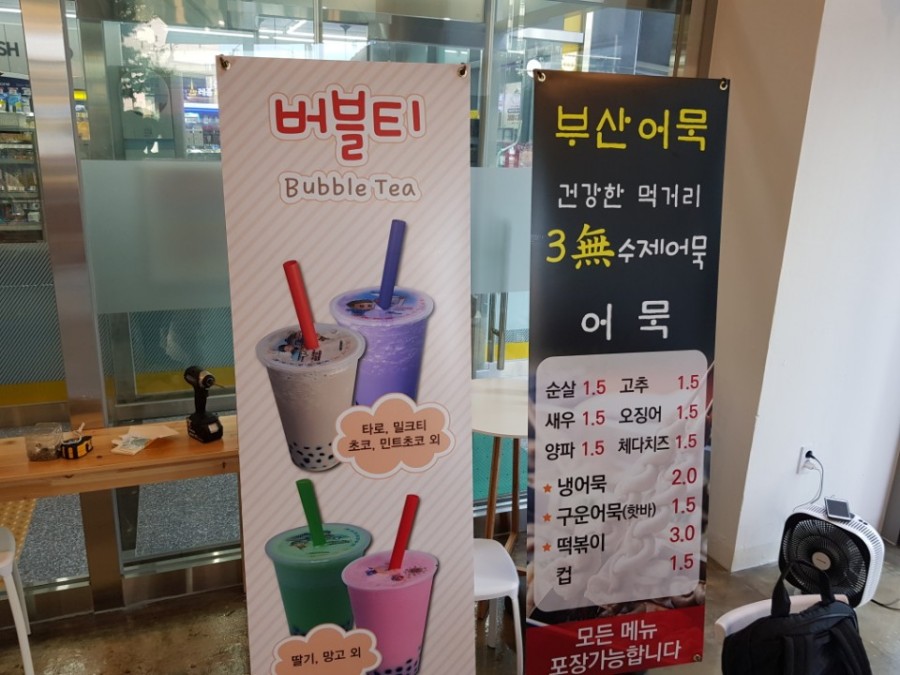 SH
버블티
Bubble Tea
타로, 밀크티
초코, 민트초코 외
딸기, 망고 외
부산어묵
건강한 먹거리
3無수제어묵
어묵
순살 1.5 고추 1.5
새우 1.5 오징어 1.5
양파 1.5 체다치즈 1.5
★ 냉어묵 2.0
★ 구운어묵(핫바) 1.5
★ 떡볶이 3.0
컵 1.5
모든 메뉴
포장가능합니다